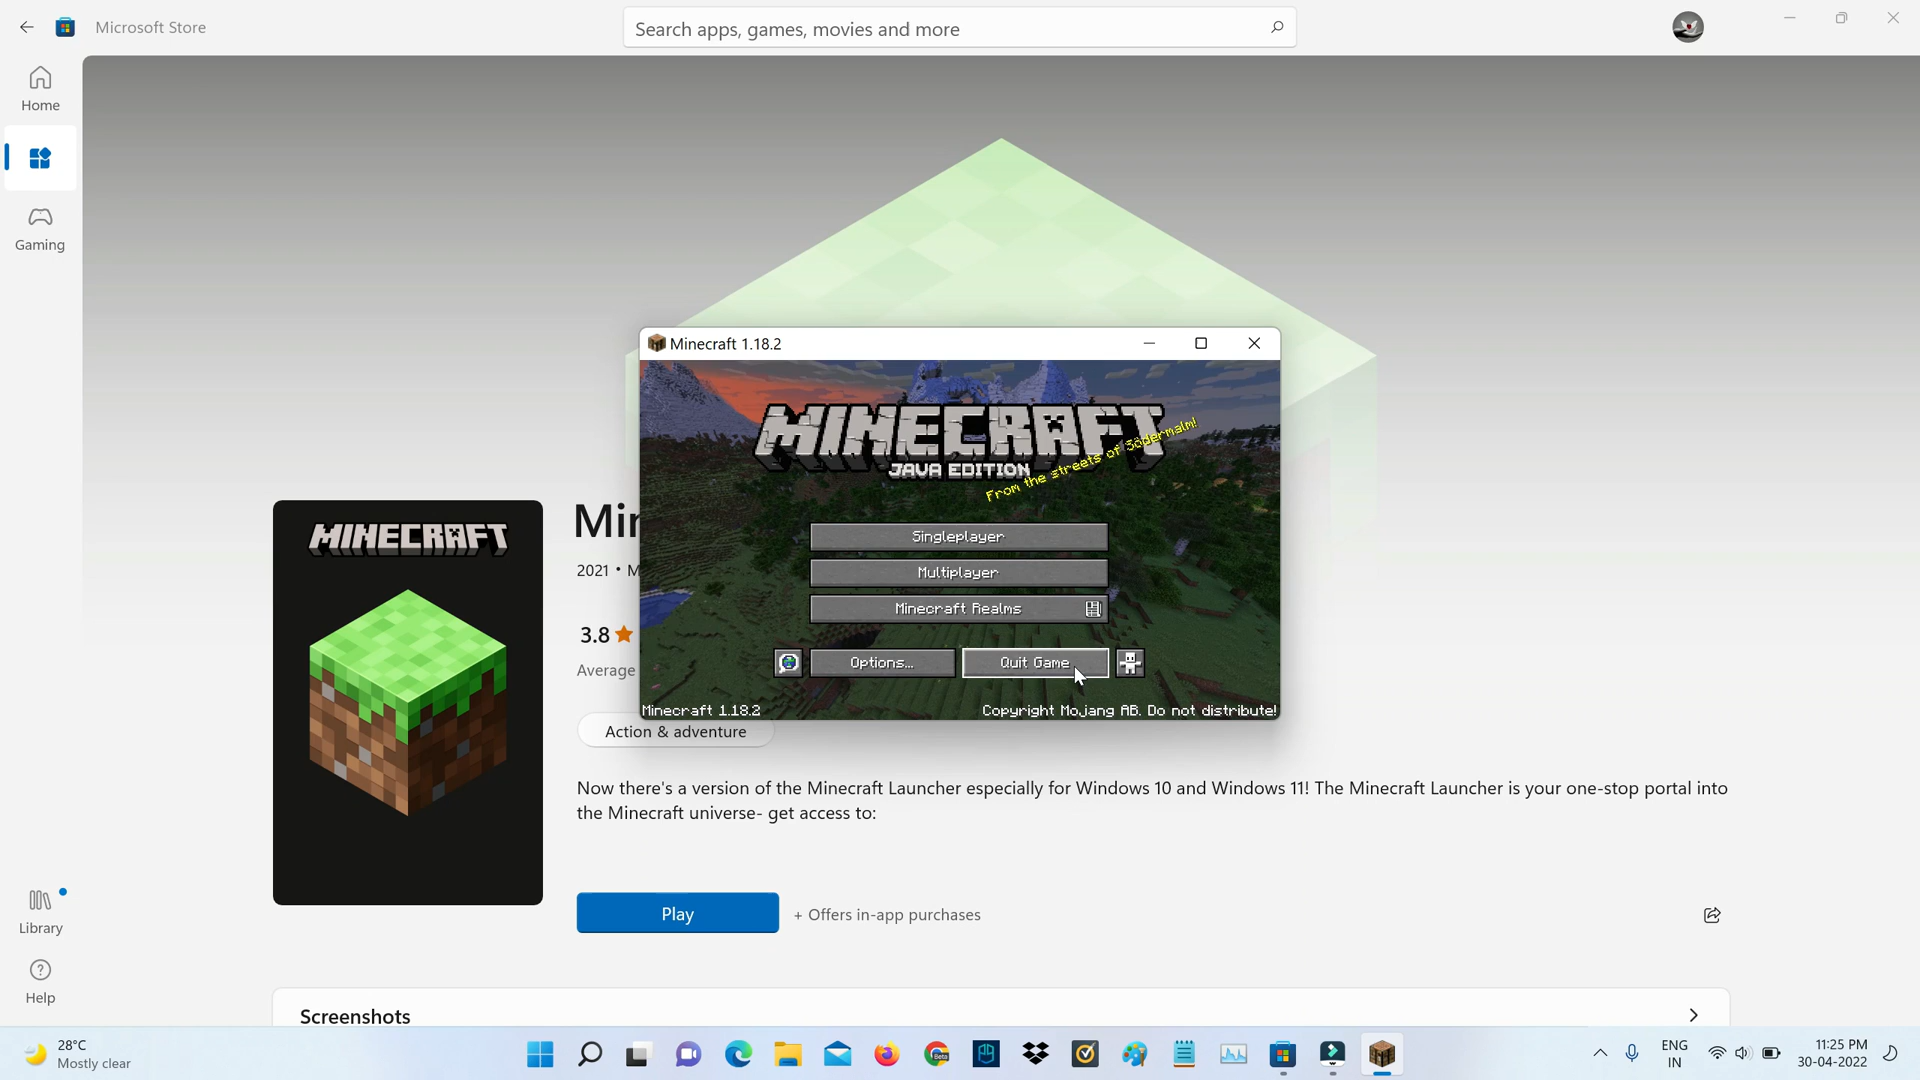 Microsoft Store
Search apps, games, movies and more
Home
Gaming
Minecraft 1.18.2
MINECRAFT
JAVA EDITION
From the streets of Södermalm!
Singleplayer
Multiplayer
Minecraft Realms
Options...
Quit Game
Minecraft 1.18.2
Copyright Mojang AB. Do not distribute!
MINECRAFT
Min
2021 • M
3.8
Average
Action & adventure
Now there's a version of the Minecraft Launcher especially for Windows 10 and Windows 11! The Minecraft Launcher is your one-stop portal into
the Minecraft universe- get access to:
Play
+ Offers in-app purchases
Library
Help
Screenshots
28°C
Mostly clear
Beta
ENG
IN
11:25 PM
30-04-2022